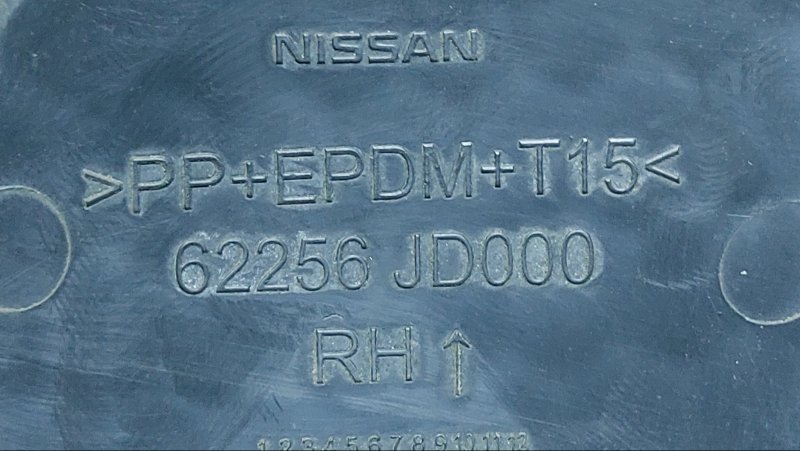 NISSAN
>PP+EPDM+T15<
62256 JD000
RH↑
1 2 3 4 5 6 7 8 9 10 11 12